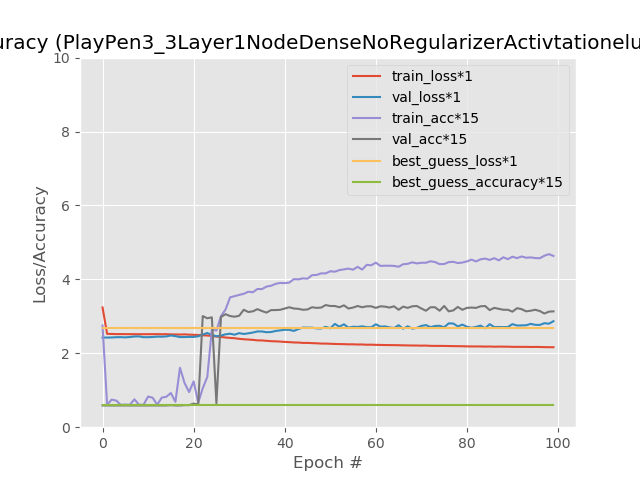 uracy (PlayPen3_3Layer1NodeDenseNoRegularizerActivtationelu
10
8
6
4
2
0
Loss/Accuracy
train_loss*1
val_loss*1
train_acc*15
val_acc*15
best_guess_loss*1
best_guess_accuracy*15
0 20 40 60 80 100
Epoch #